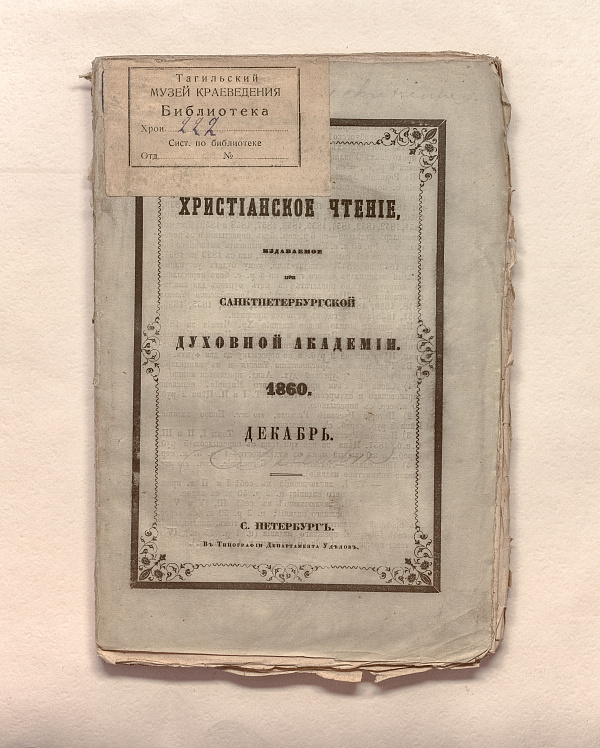 Тагильский
МУЗЕЙ КРАЕВЕДЕНИЯ
Библиотека
Хрон. 222
Сист. по библиотеке
Отд. №
ХРИСТІАНСКОЕ ЧТЕНІЕ,
ИЗДАВАЕМОЕ
ПРИ
САНКТПЕТЕРБУРГСКОЙ
ДУХОВНОЙ АКАДЕМІИ.
1860.
ДЕКАБРЬ.
С. ПЕТЕРБУРГЪ.
Въ Типографіи Департамента Удѣловъ.